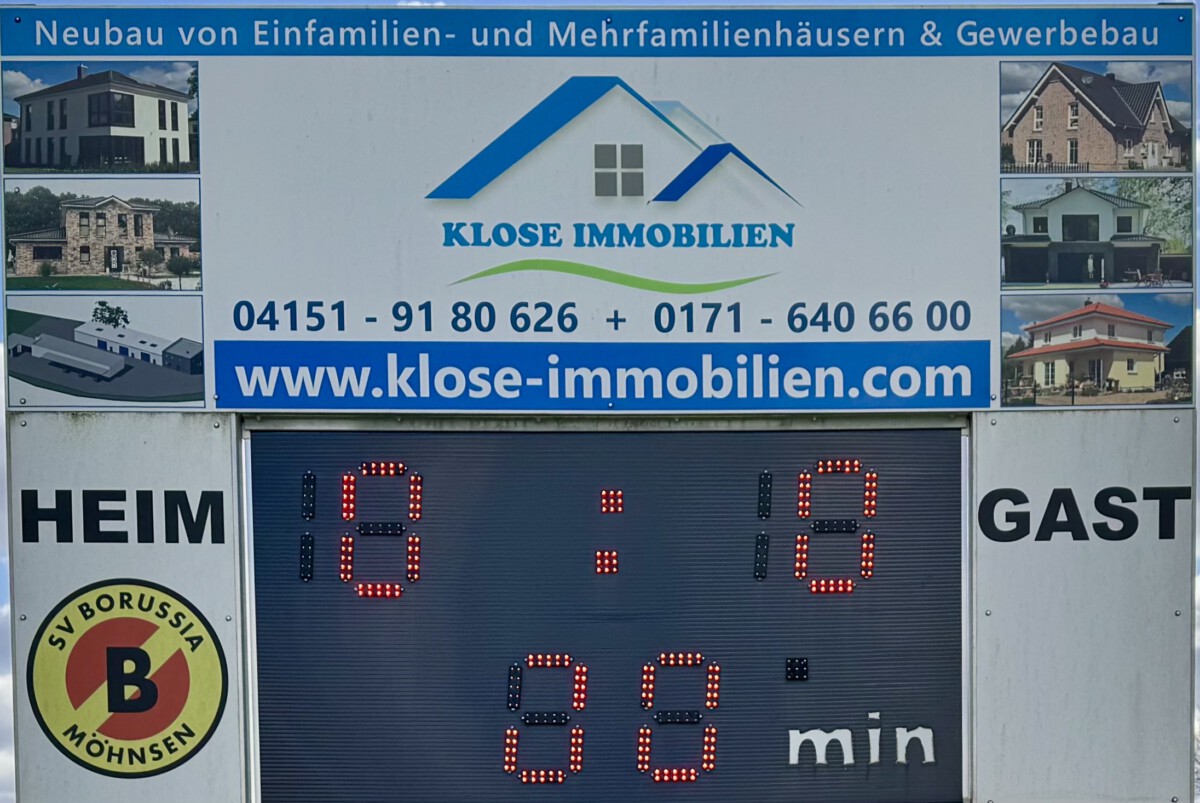 Neubau von Einfamilien- und Mehrfamilienhäusern & Gewerbebau
KLOSE IMMOBILIEN
04151 - 91 80 626 + 0171 - 640 66 00
www.klose-immobilien.com
HEIM
0 : 0
GAST
min
SV BORUSSIA
B
MÖHNSEN